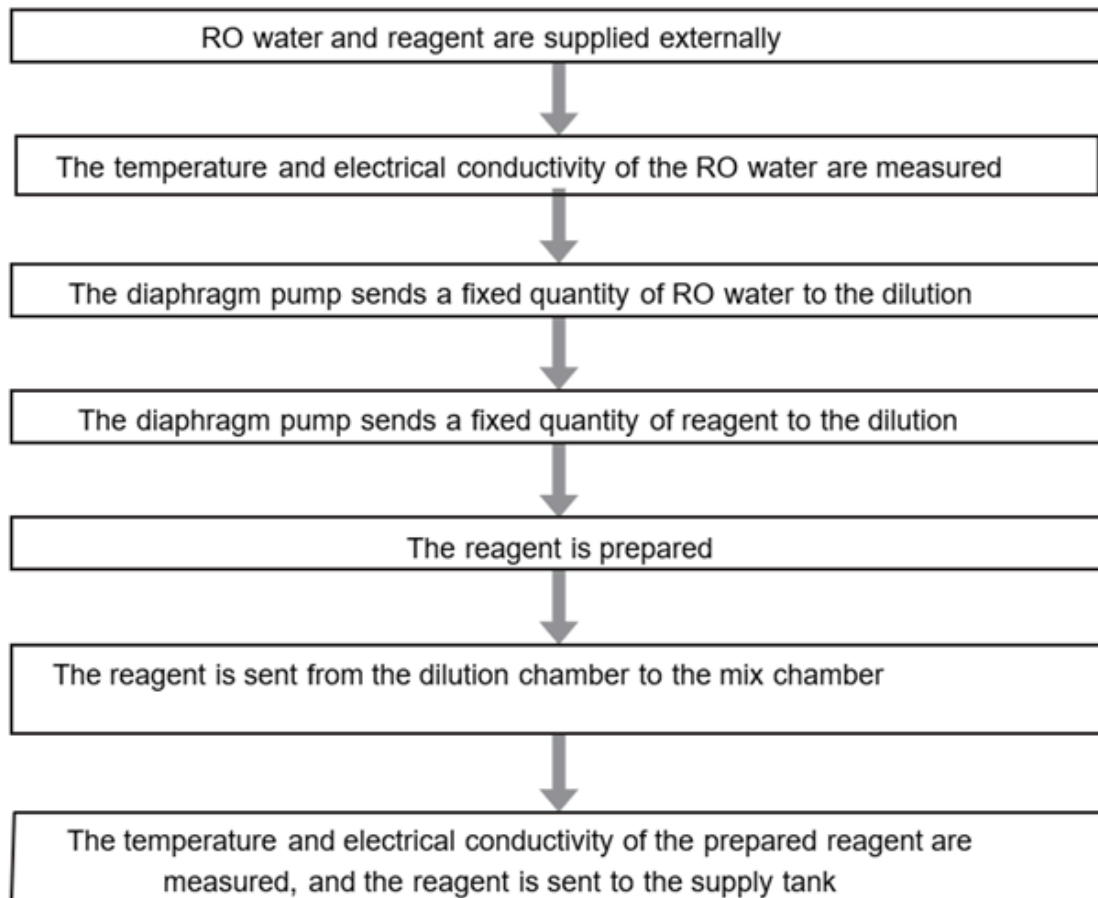 RO water and reagent are supplied externally
The temperature and electrical conductivity of the RO water are measured
The diaphragm pump sends a fixed quantity of RO water to the dilution
The diaphragm pump sends a fixed quantity of reagent to the dilution
The reagent is prepared
The reagent is sent from the dilution chamber to the mix chamber
The temperature and electrical conductivity of the prepared reagent are
measured, and the reagent is sent to the supply tank